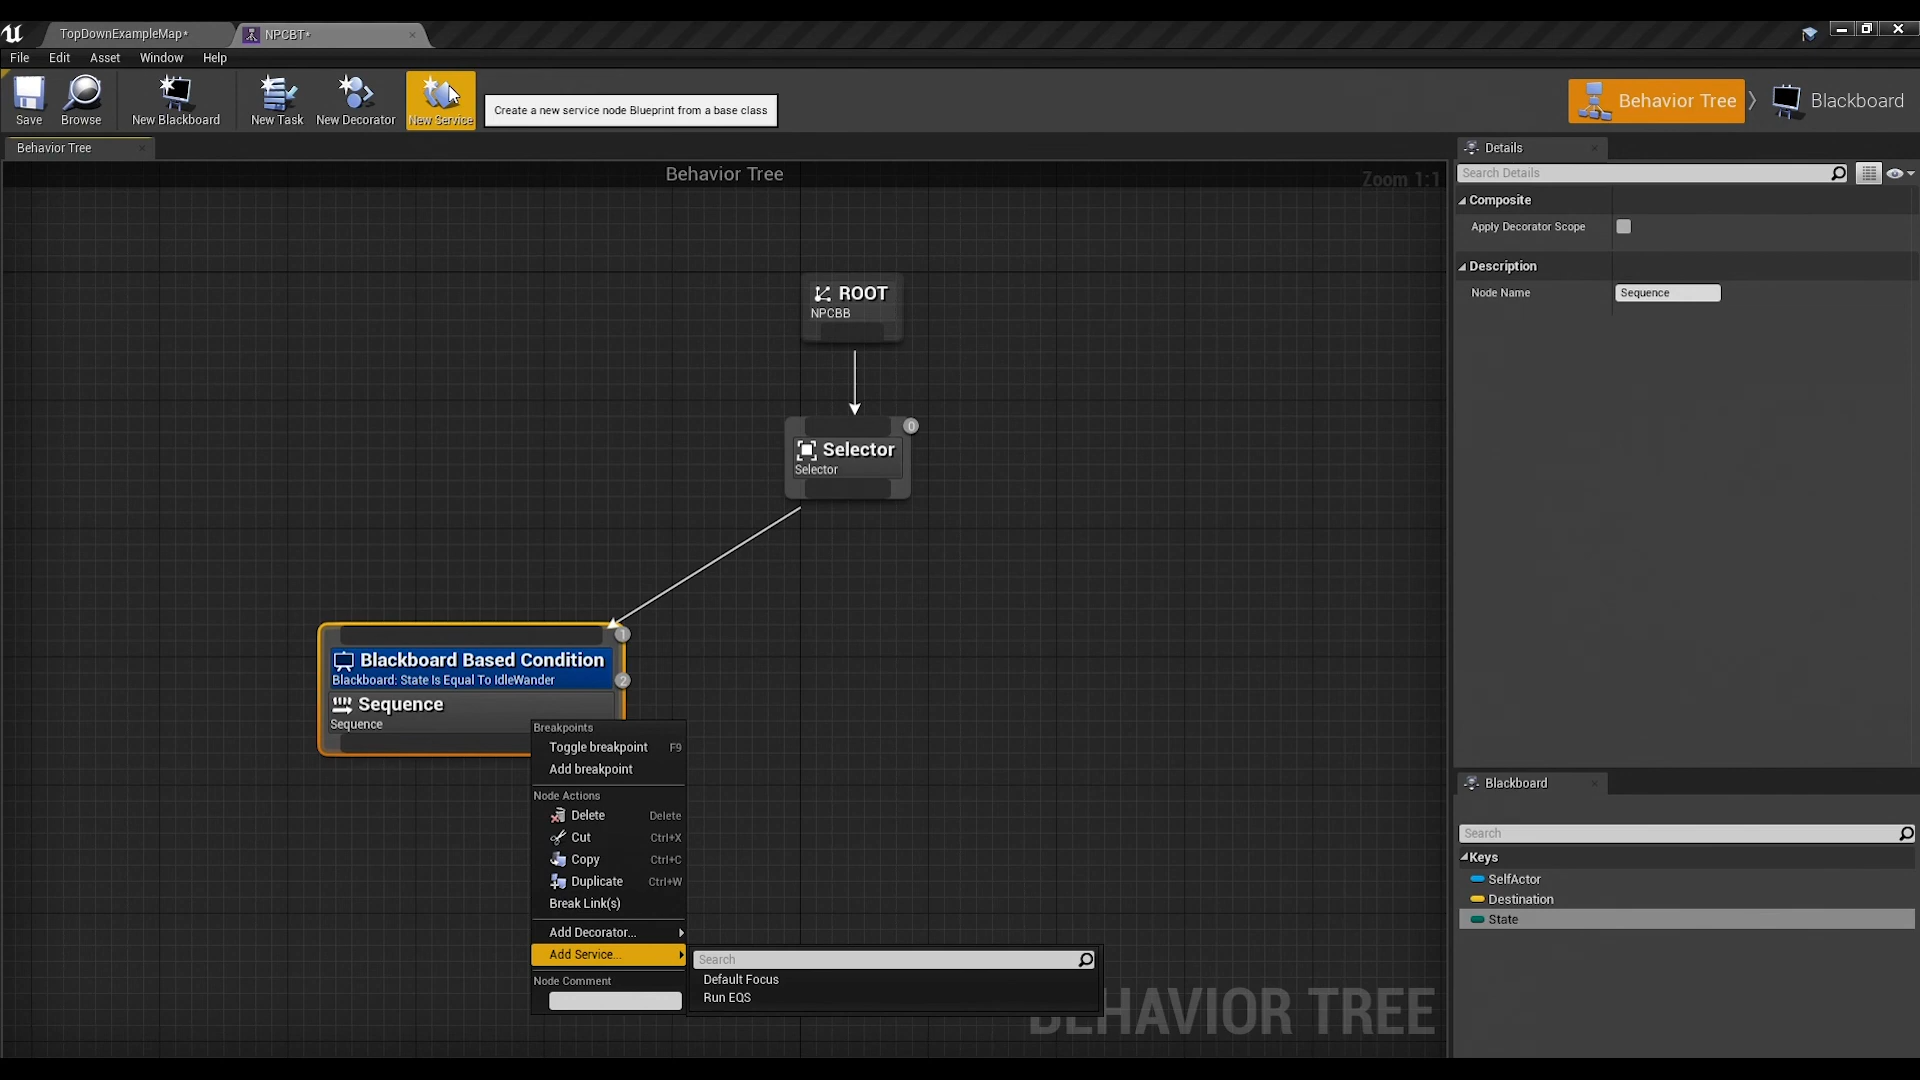 TopDownExampleMap*
NPCBT*
File Edit Asset Window Help
Save
Browse
New Blackboard
New Task
New Decorator
New Service
Create a new service node Blueprint from a base class
Behavior Tree
Blackboard
Behavior Tree
Behavior Tree
Zoom 1:1
ROOT
NPCBB
0
Selector
Selector
1
Blackboard Based Condition
Blackboard: State Is Equal To IdleWander
2
Sequence
Sequence
Breakpoints
Toggle breakpoint F9
Add breakpoint
Node Actions
Delete Delete
Cut Ctrl+X
Copy Ctrl+C
Duplicate Ctrl+W
Break Link(s)
Add Decorator...
Add Service...
Node Comment
Search
Default Focus
Run EQS
BEHAVIOR TREE
Details
Search Details
Composite
Apply Decorator Scope
Description
Node Name Sequence
Blackboard
Search
Keys
SelfActor
Destination
State